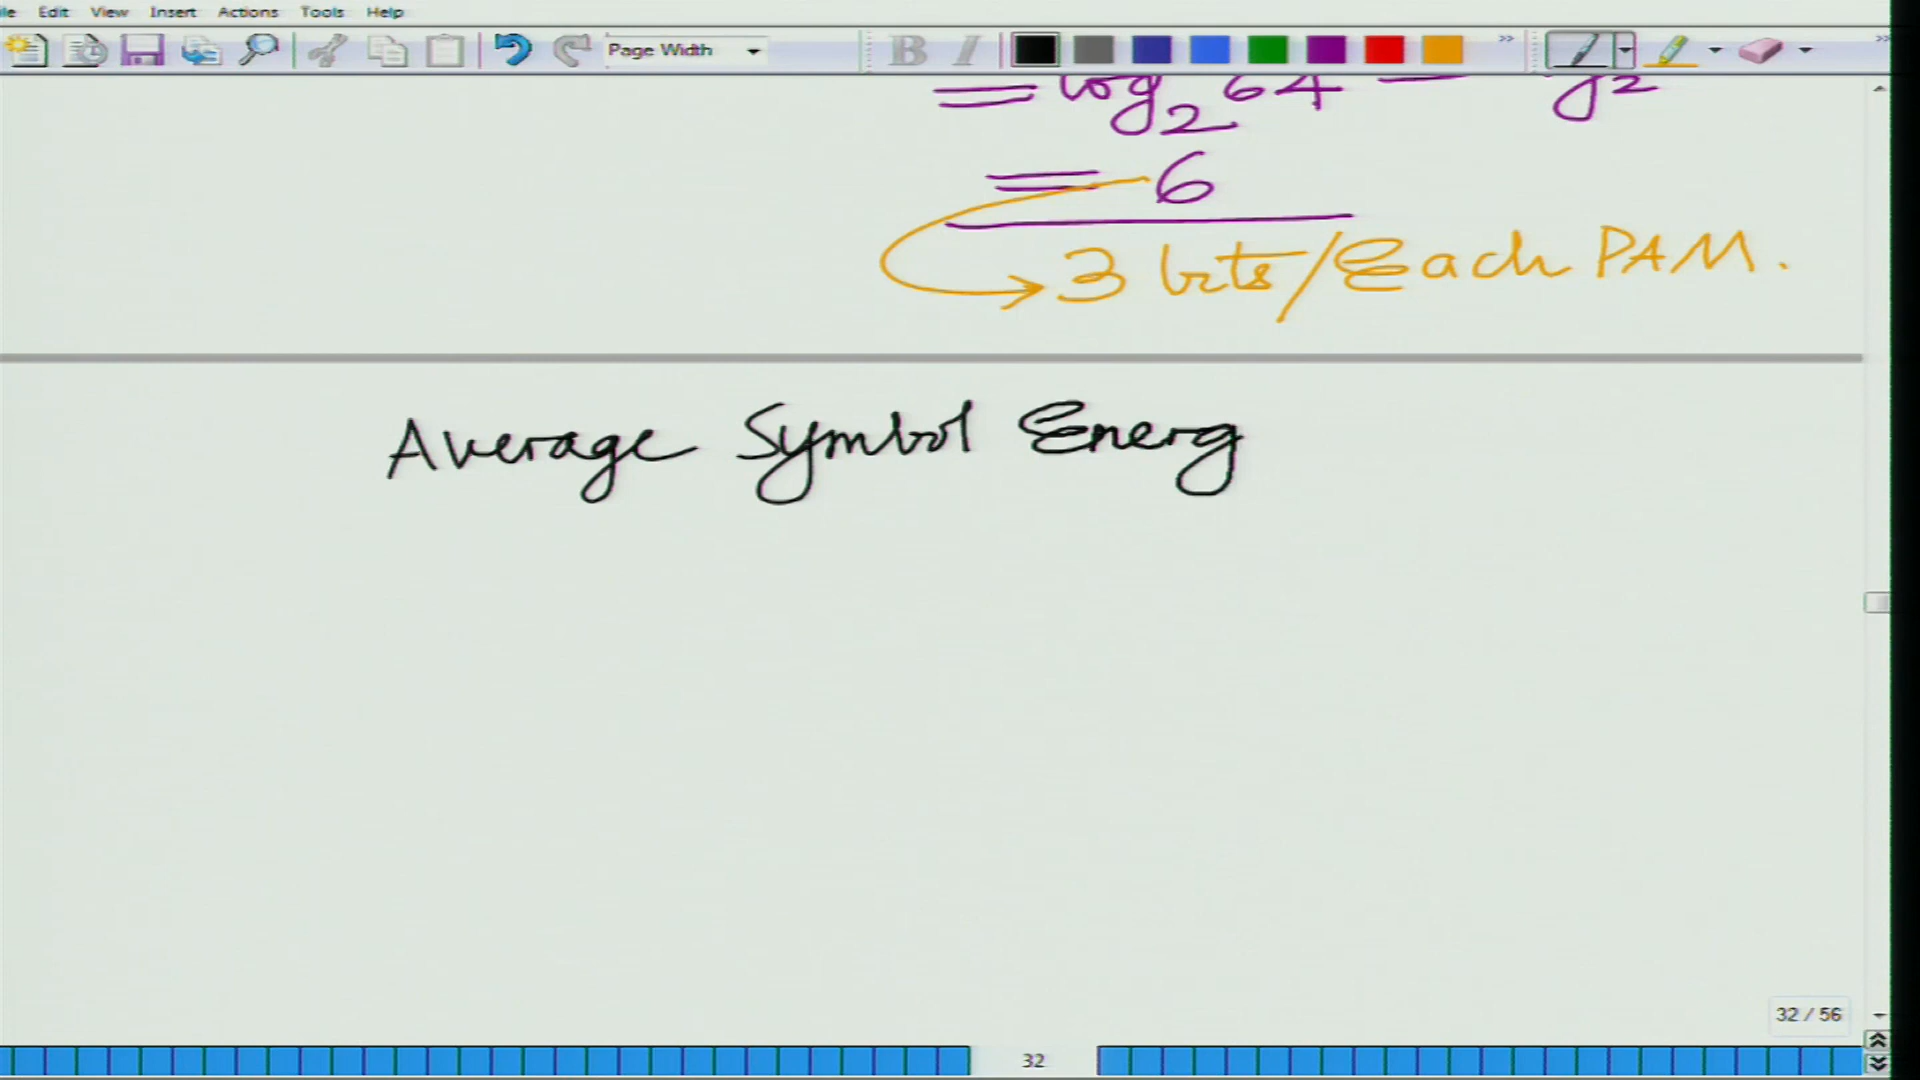 Edit View Insert Actions Tools Help
Page Width
B I
= log₂ 64
= 6
3 bits/Each PAM.
Average Symbol Energ
32 / 56
32